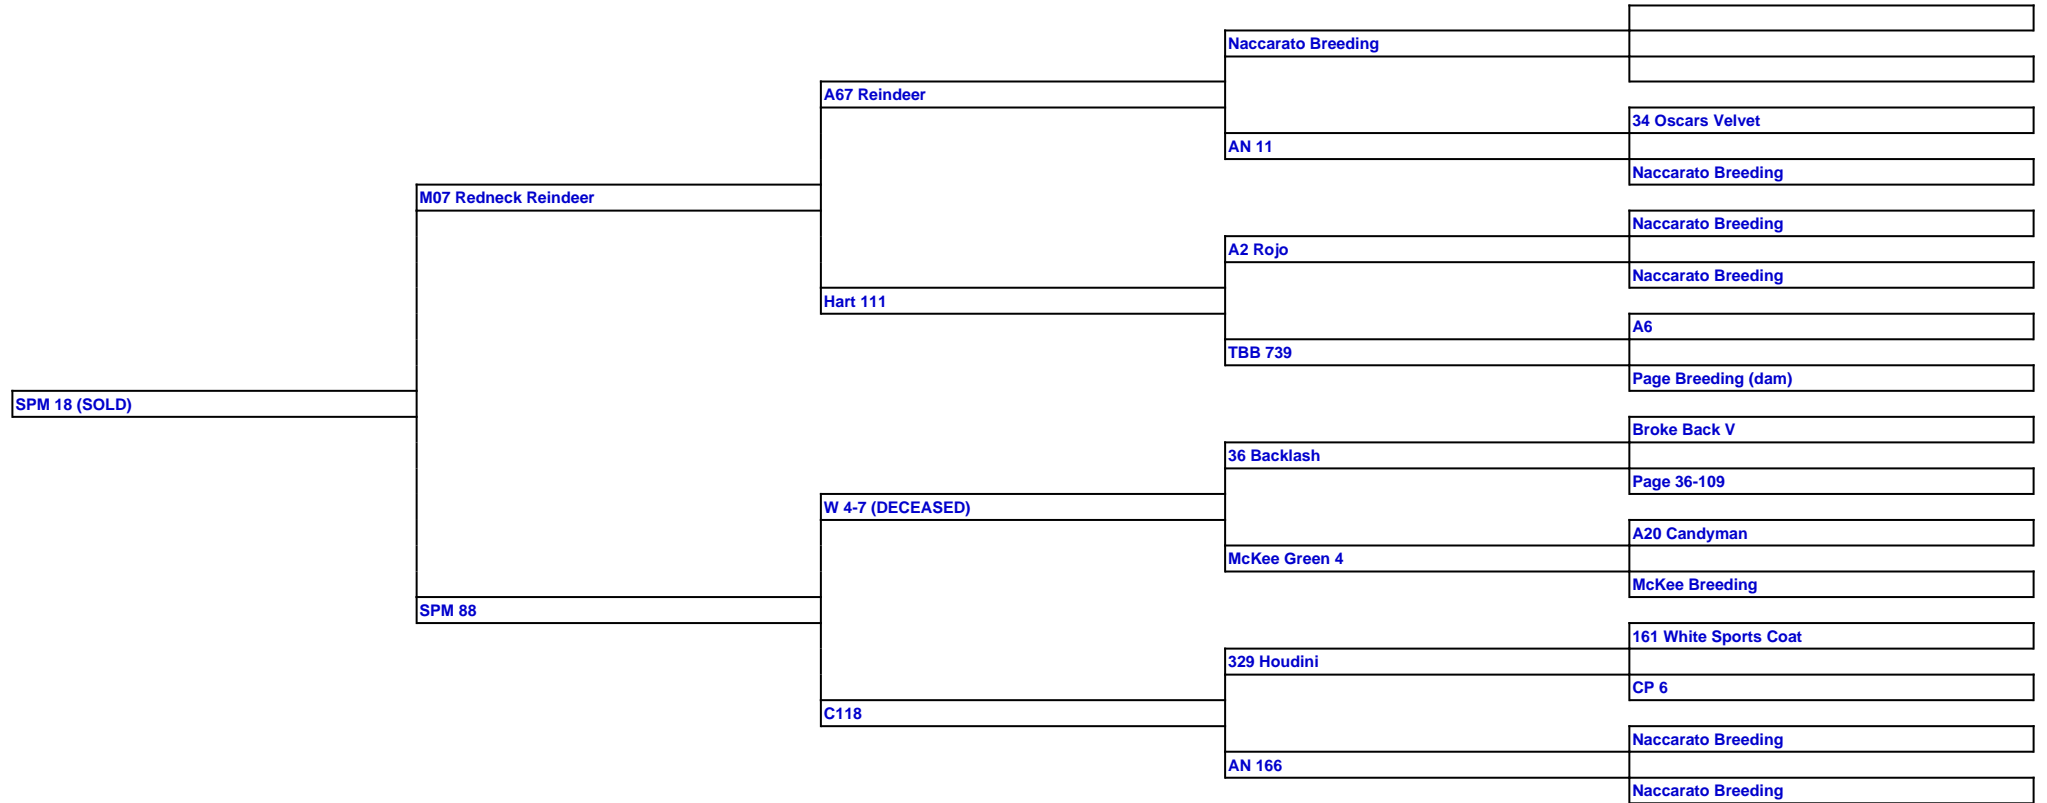 Naccarato Breeding
A67 Reindeer
34 Oscars Velvet
AN 11
Naccarato Breeding
M07 Redneck Reindeer
Naccarato Breeding
A2 Rojo
Naccarato Breeding
Hart 111
A6
TBB 739
Page Breeding (dam)
SPM 18 (SOLD)
Broke Back V
36 Backlash
Page 36-109
W 4-7 (DECEASED)
A20 Candyman
McKee Green 4
McKee Breeding
SPM 88
161 White Sports Coat
329 Houdini
CP 6
C118
Naccarato Breeding
AN 166
Naccarato Breeding